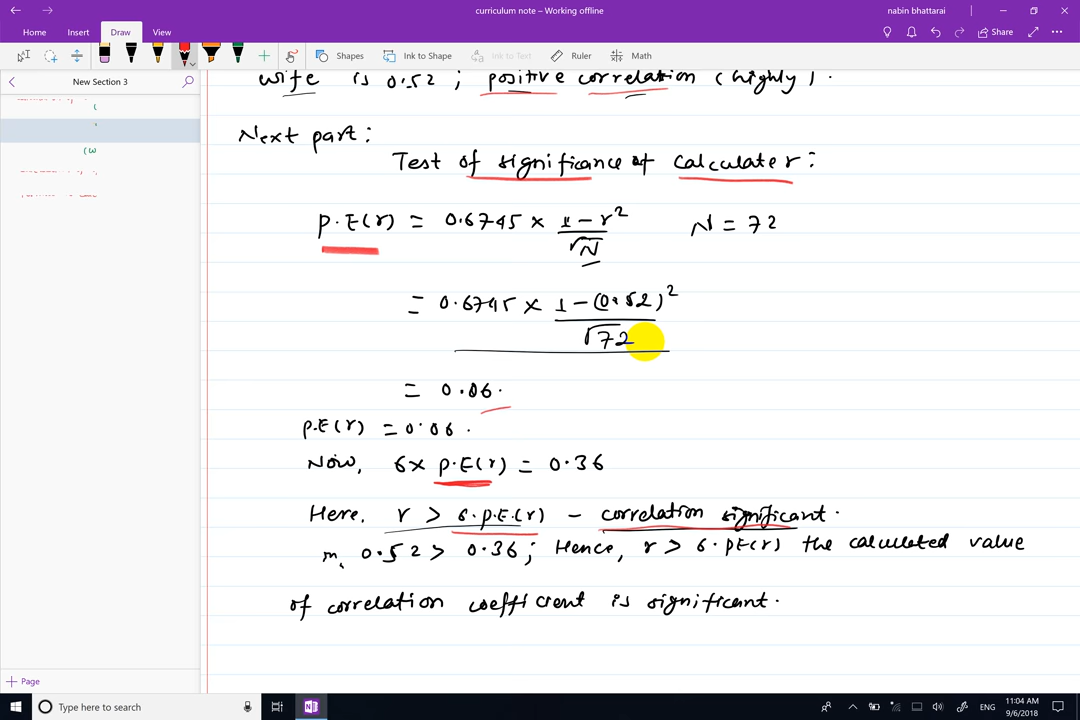 curriculum note – Working offline
nabin bhattarai
Home Insert Draw View
Share
Shapes Ink to Shape Ink to Text Ruler Math
New Section 3
wife is 0.52 ; positive correlation (highly).
Next part:
Test of significance of calculater:
P.E(r) = 0.6745 × 1 - r² / √N N = 72
= 0.6745 × 1 - (0.52)² / √72
= 0.06.
P.E(r) = 0.06.
Now, 6× P.E(r) = 0.36
Here, r > 6.P.E.(r) - correlation significant.
0.52 > 0.36; Hence, r > 6.PE(r) the calculated value
of correlation coefficient is significant.
+ Page
Type here to search
ENG
11:04 AM
9/6/2018